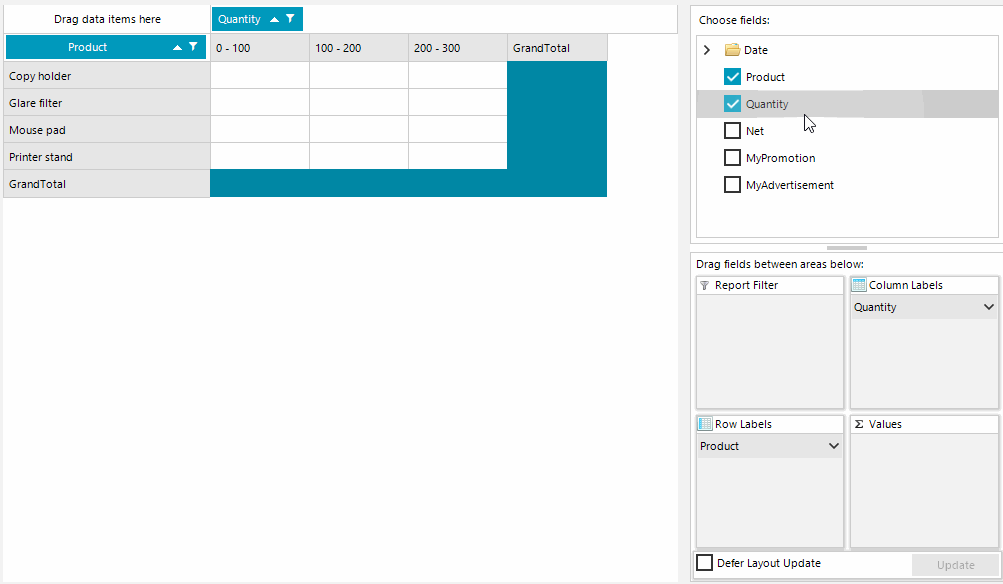 Drag data items here
Quantity
Product
0 - 100 100 - 200 200 - 300 GrandTotal
Copy holder
Glare filter
Mouse pad
Printer stand
GrandTotal
Choose fields:
Date
Product
Quantity
Net
MyPromotion
MyAdvertisement
Drag fields between areas below:
Report Filter
Column Labels
Quantity
Row Labels
Product
Σ Values
Defer Layout Update
Update